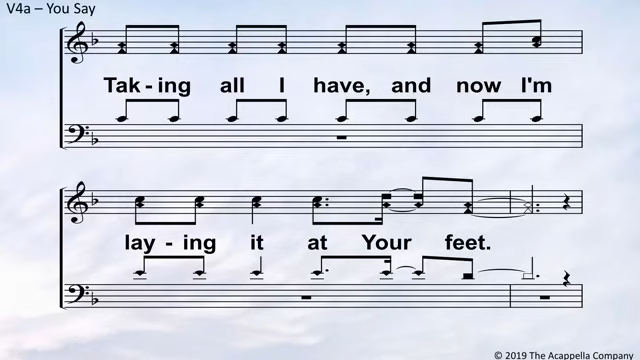 V4a – You Say
Tak - ing all I have, and now I'm
lay - ing it at Your feet.
© 2019 The Acappella Company